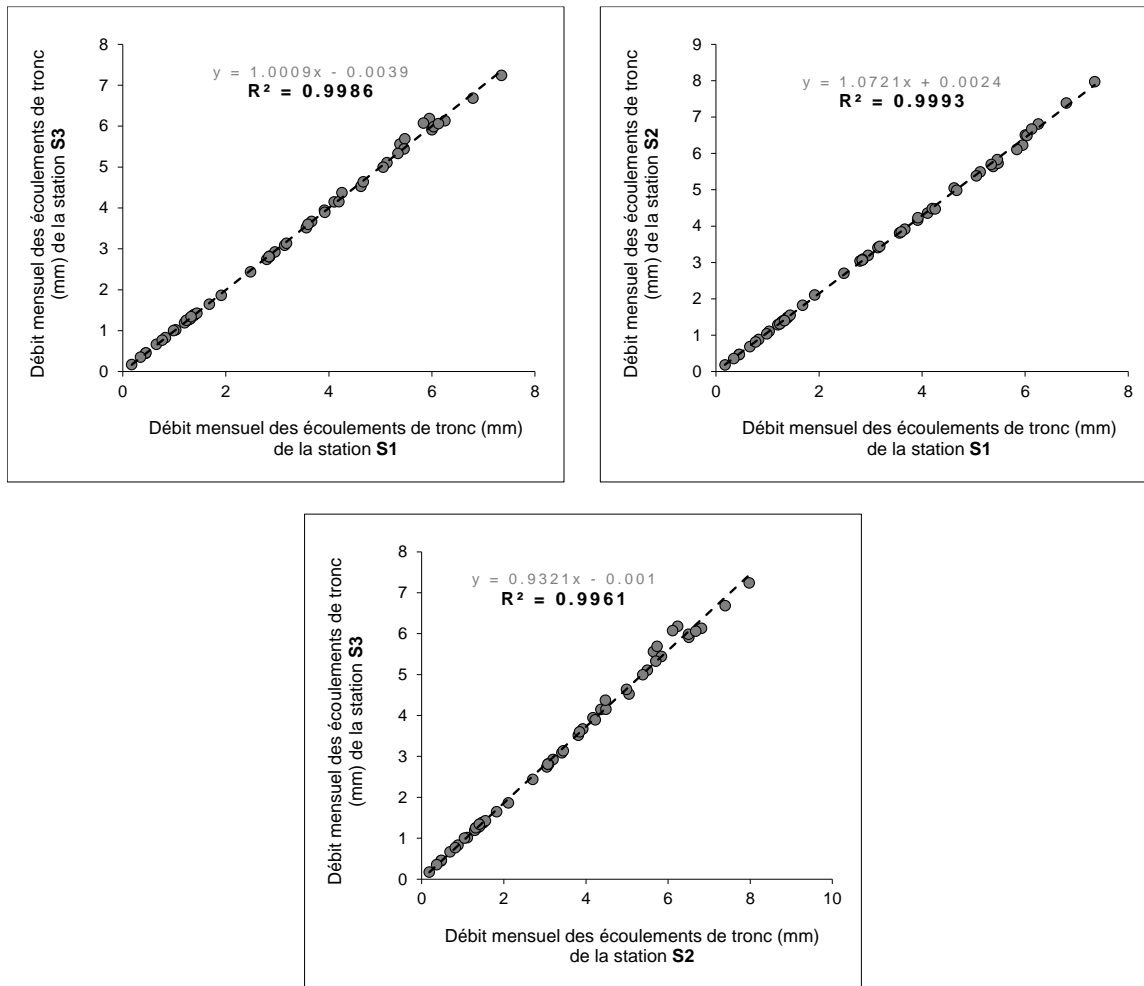 Débit mensuel des écoulements de tronc
(mm) de la station S3
8
7
6
5
4
3
2
1
0
y = 1.0009x - 0.0039
R² = 0.9986
0 2 4 6 8
Débit mensuel des écoulements de tronc (mm)
de la station S1
Débit mensuel des écoulements de tronc
(mm) de la station S2
9
8
7
6
5
4
3
2
1
0
y = 1.0721x + 0.0024
R² = 0.9993
0 2 4 6 8
Débit mensuel des écoulements de tronc (mm)
de la station S1
Débit mensuel des écoulements de tronc
(mm) de la station S3
8
7
6
5
4
3
2
1
0
y = 0.9321x - 0.001
R² = 0.9961
0 2 4 6 8 10
Débit mensuel des écoulements de tronc (mm)
de la station S2